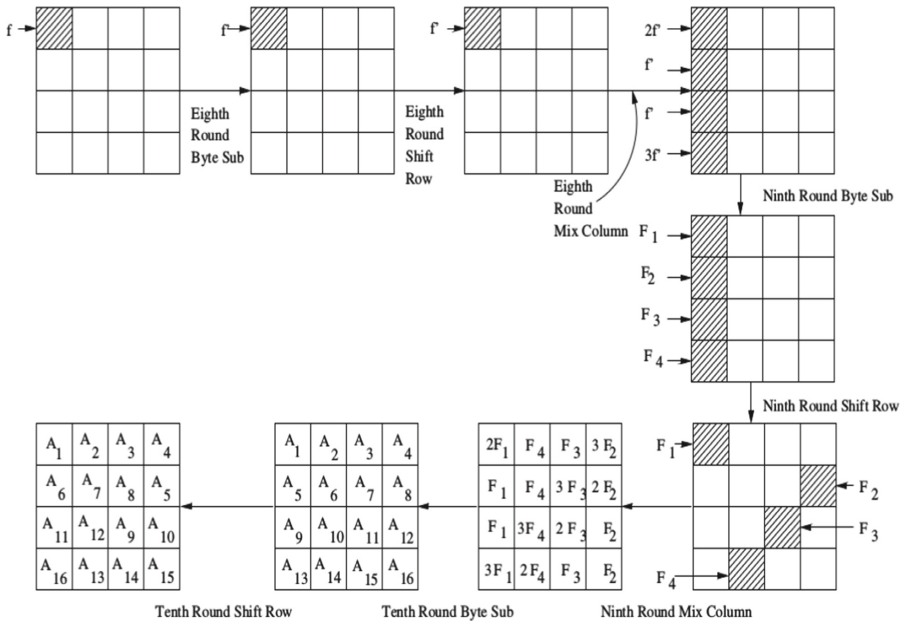 f
f'
f'
2f'
f'
f'
3f'
Eighth
Round
Byte Sub
Eighth
Round
Shift
Row
Eighth
Round
Mix Column
Ninth Round Byte Sub
F 1
F2
F 3
F 4
Ninth Round Shift Row
A1 A2 A3 A4
A6 A7 A8 A5
A11 A12 A9 A10
A16 A13 A14 A15
A1 A2 A3 A4
A5 A6 A7 A8
A9 A10 A11 A12
A13 A14 A15 A16
2F1 F4 F3 3F2
F1 F4 3F3 2F2
F1 3F4 2F3 F2
3F1 2F4 F3 F2
F1
F2
F3
F4
Tenth Round Shift Row
Tenth Round Byte Sub
Ninth Round Mix Column